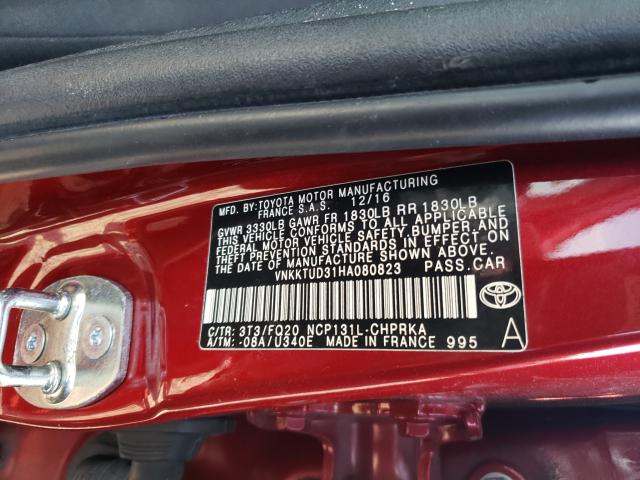 MFD. BY:TOYOTA MOTOR MANUFACTURING
FRANCE S.A.S. 12/16
GVWR 3330LB GAWR FR 1830LB RR 1830LB
THIS VEHICLE CONFORMS TO ALL APPLICABLE
FEDERAL MOTOR VEHICLE SAFETY, BUMPER, AND
THEFT PREVENTION STANDARDS IN EFFECT ON
THE DATE OF MANUFACTURE SHOWN ABOVE.
VNKKTUD31HA080823 PASS.CAR
C/TR: 3T3/FQ20 NCP131L-CHPRKA A
A/TM: -08A/U340E MADE IN FRANCE 995